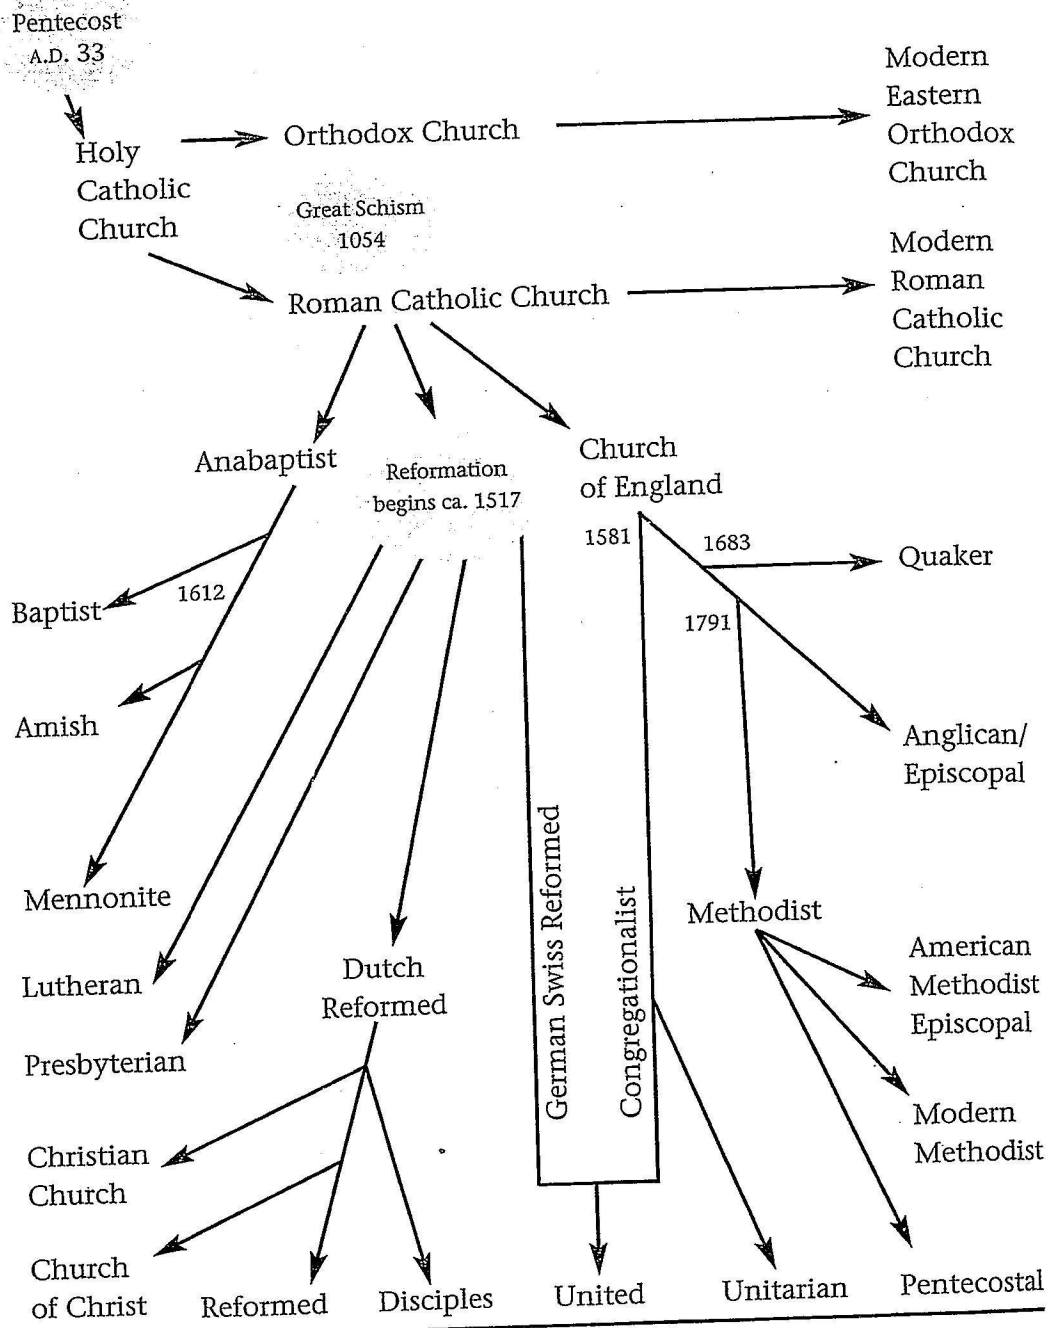 Pentecost
A.D. 33
Holy
Catholic
Church
Orthodox Church
Modern
Eastern
Orthodox
Church
Great Schism
1054
Roman Catholic Church
Modern
Roman
Catholic
Church
Anabaptist
Reformation
begins ca. 1517
Church
of England
1581
1683
Quaker
Baptist
1612
1791
Amish
Anglican/
Episcopal
Mennonite
German Swiss Reformed
Congregationalist
Methodist
Lutheran
Dutch
Reformed
American
Methodist
Episcopal
Presbyterian
Modern
Methodist
Christian
Church
Church
of Christ
Reformed
Disciples
United
Unitarian
Pentecostal